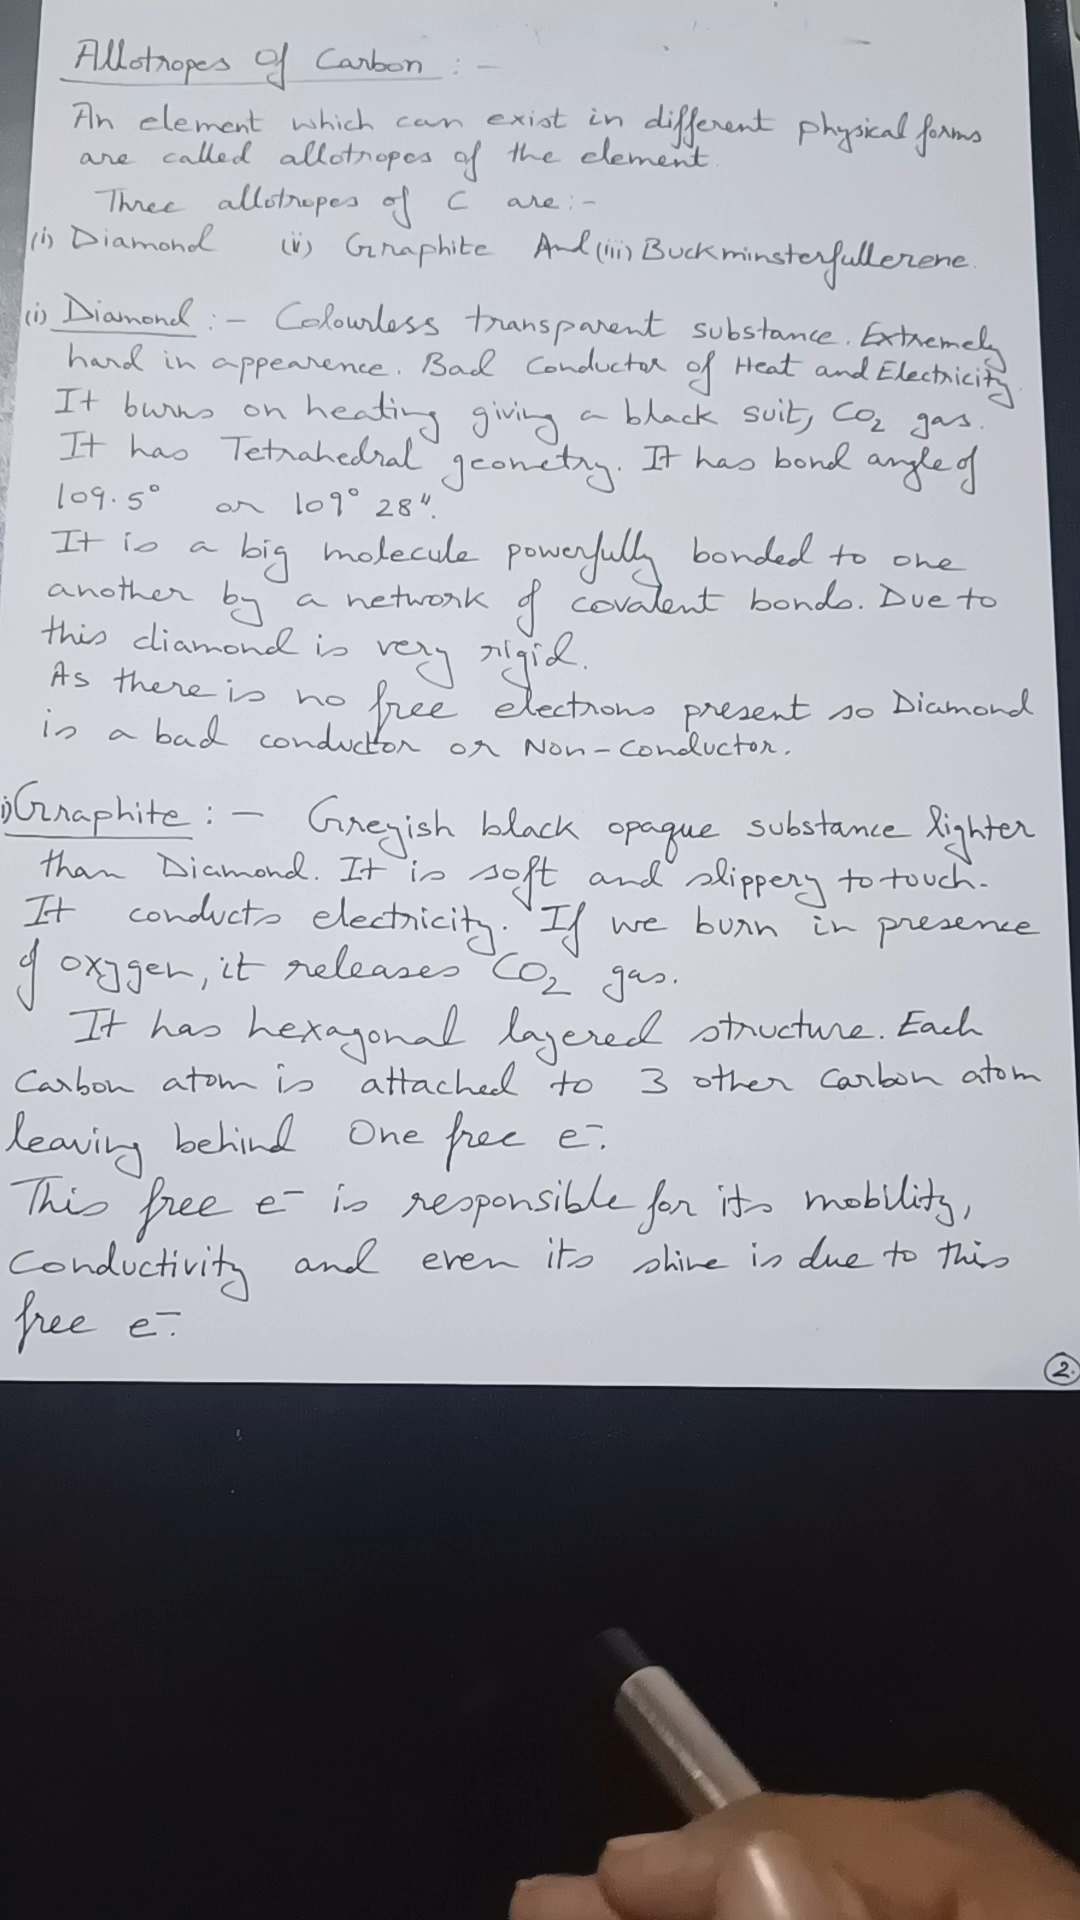 Allotropes of Carbon :-
An element which can exist in different physical forms
are called allotropes of the element.
Three allotropes of C are:-
(i) Diamond (ii) Graphite And (iii) Buckminsterfullerene.
(i) Diamond :- Colourless transparent substance. Extremely
hard in appearence. Bad Conductor of Heat and Electricity.
It burns on heating giving a black suit, CO₂ gas.
It has Tetrahedral geometry. It has bond angle of
109.5° or 109° 28".
It is a big molecule powerfully bonded to one
another by a network of covalent bonds. Due to
this diamond is very rigid.
As there is no free electrons present so Diamond
is a bad conductor or Non-Conductor.
i) Graphite :- Greyish black opaque substance lighter
than Diamond. It is soft and slippery to touch.
It conducts electricity. If we burn in presence
of oxygen, it releases CO₂ gas.
It has hexagonal layered structure. Each
Carbon atom is attached to 3 other Carbon atom
leaving behind One free e⁻.
This free e⁻ is responsible for its mobility,
Conductivity and even its shine is due to this
free e⁻.
2.